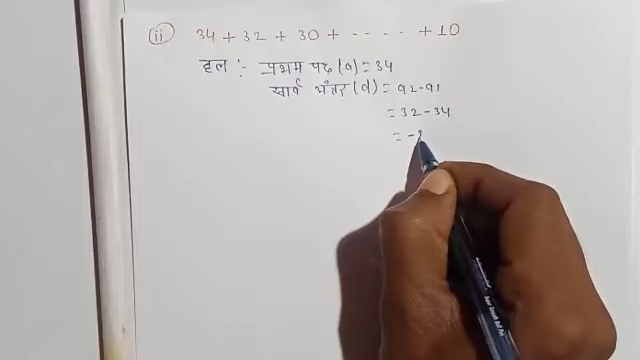 (ii) 34 + 32 + 30 + ----- + 10
हल :- प्रथम पद (a) = 34
सार्व अंतर (d) = a2 - a1
= 32 - 34
= -2